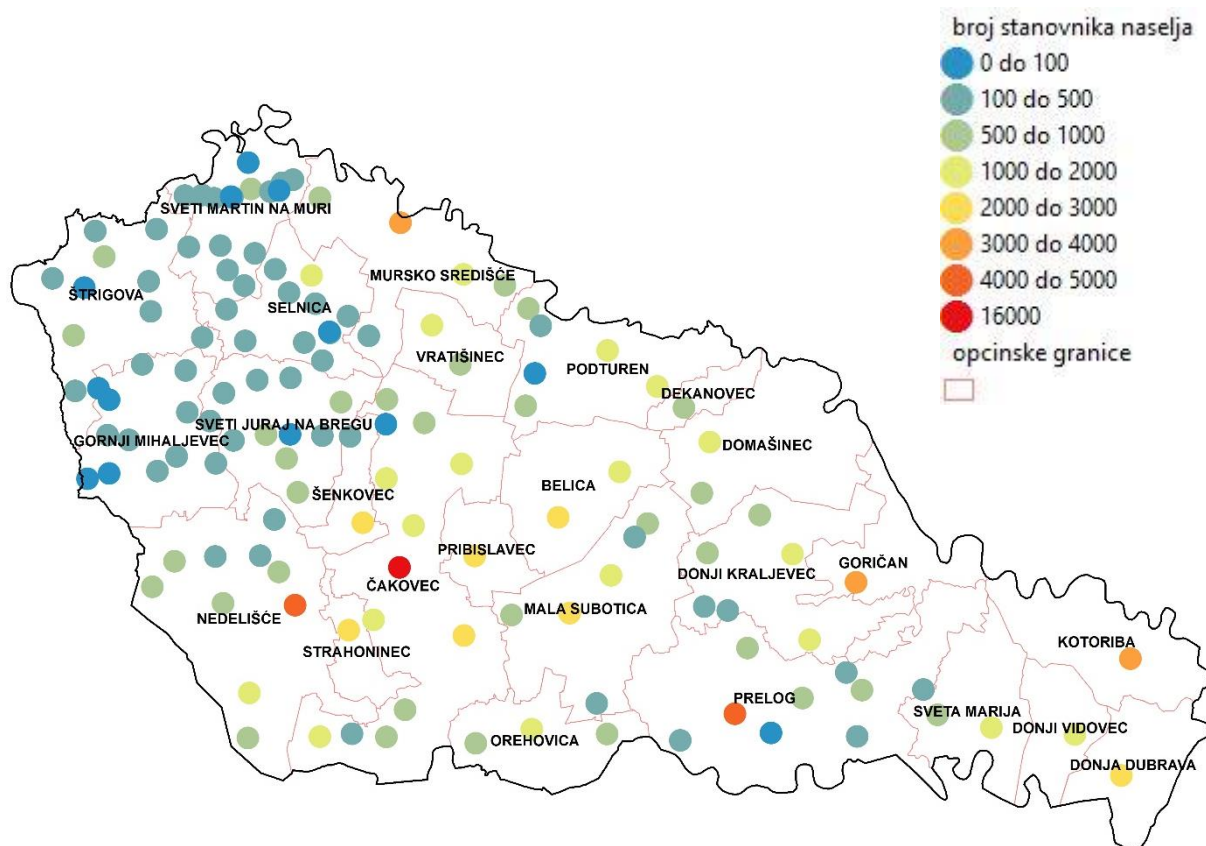 broj stanovnika naselja
0 do 100
100 do 500
500 do 1000
1000 do 2000
2000 do 3000
3000 do 4000
4000 do 5000
16000
opcinske granice
SVETI MARTIN NA MURI
MURSKO SREDIŠĆE
ŠTRIGOVA
SELNICA
VRATIŠINEC
PODTUREN
DEKANOVEC
SVETI JURAJ NA BREGU
GORNJI MIHALJEVEC
DOMAŠINEC
BELICA
ŠENKOVEC
PRIBISLAVEC
GORIČAN
DONJI KRALJEVEC
ČAKOVEC
MALA SUBOTICA
NEDELIŠĆE
STRAHONINEC
KOTORIBA
PRELOG
SVETA MARIJA
DONJI VIDOVEC
OREHOVICA
DONJA DUBRAVA